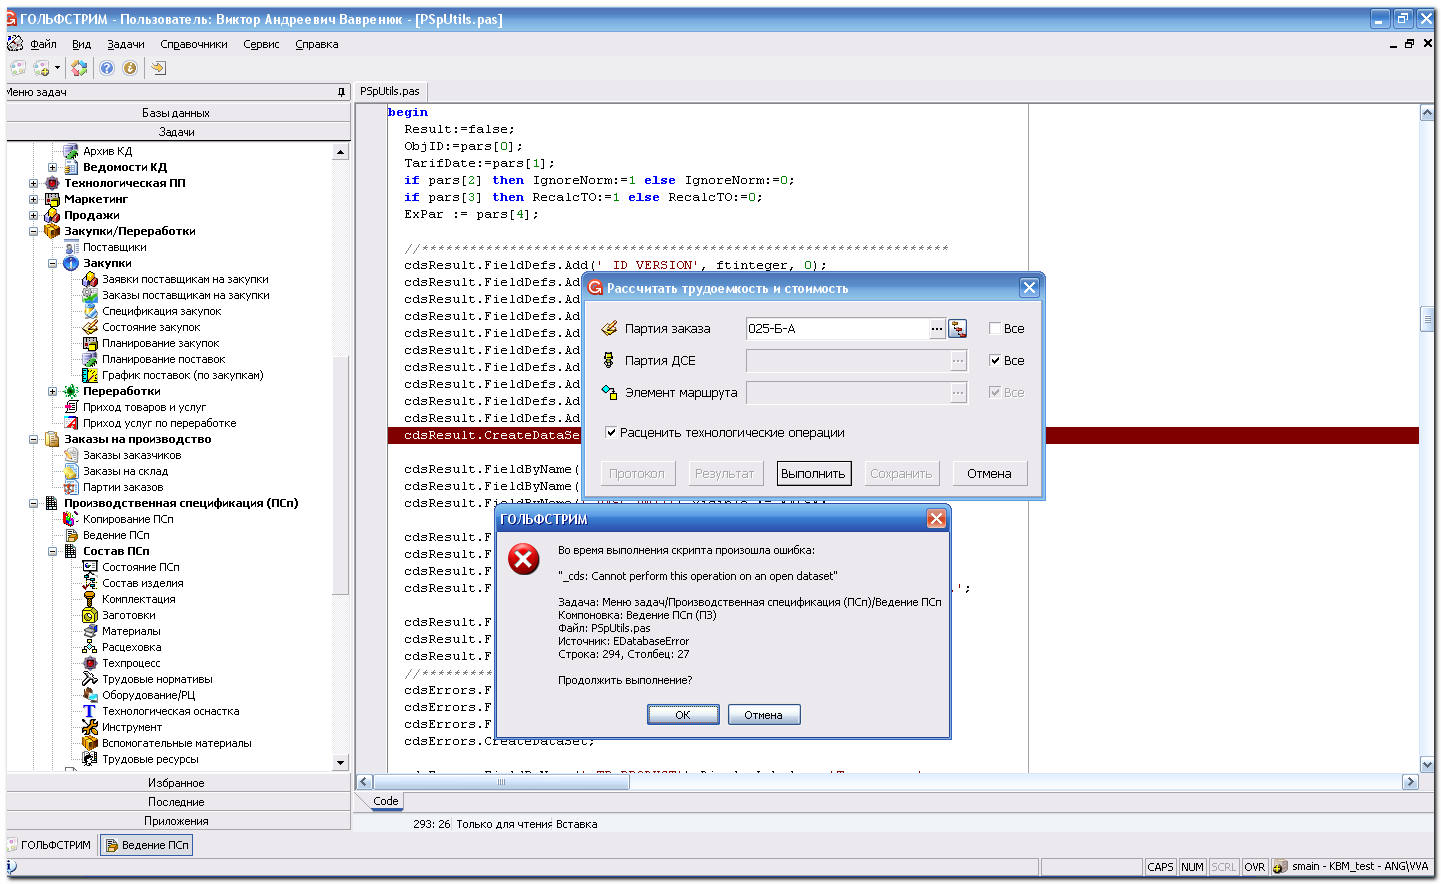 ГОЛЬФСТРИМ - Пользователь: Виктор Андреевич Вавренюк - [PSpUtils.pas]
Файл Вид Задачи Справочники Сервис Справка
Меню задач
PSpUtils.pas
Базы данных
Задачи
Архив КД
Ведомости КД
Технологическая ПП
Маркетинг
Продажи
Закупки/Переработки
Поставщики
Закупки
Заявки поставщикам на закупки
Заказы поставщикам на закупки
Спецификация закупок
Состояние закупок
Планирование закупок
Планирование поставок
График поставок (по закупкам)
Переработки
Приход товаров и услуг
Приход услуг по переработке
Заказы на производство
Заказы заказчиков
Заказы на склад
Партии заказов
Производственная спецификация (ПСп)
Копирование ПСп
Ведение ПСп
Состав ПСп
Состояние ПСп
Состав изделия
Комплектация
Заготовки
Материалы
Расцеховка
Техпроцесс
Трудовые нормативы
Оборудование/РЦ
Технологическая оснастка
Инструмент
Вспомогательные материалы
Трудовые ресурсы
Избранное
Последние
Приложения
begin
Result:=false;
ObjID:=pars[0];
TarifDate:=pars[1];
if pars[2] then IgnoreNorm:=1 else IgnoreNorm:=0;
if pars[3] then RecalcTO:=1 else RecalcTO:=0;
ExPar := pars[4];
//******************************************************************
cdsResult.FieldDefs.Add('_ID_VERSION', ftinteger, 0);
cdsResult.FieldDefs.Ad
cdsResult.FieldDefs.Ad
cdsResult.FieldDefs.Ad
cdsResult.FieldDefs.Ad
cdsResult.FieldDefs.Ad
cdsResult.FieldDefs.Ad
cdsResult.FieldDefs.Ad
cdsResult.FieldDefs.Ad
cdsResult.FieldDefs.Ad
cdsResult.CreateDataSe
cdsResult.FieldByName(
cdsResult.FieldByName(
cdsResult.FieldByName(
cdsResult.F
cdsResult.F
cdsResult.F
cdsResult.F
.';
cdsResult.F
cdsResult.F
cdsResult.F
//*********
cdsErrors.F
cdsErrors.F
cdsErrors.F
cdsErrors.CreateDataSet;
Рассчитать трудоемкость и стоимость
Партия заказа 025-Б-А ... Все
Партия ДСЕ ... Все
Элемент маршрута ... Все
Расценить технологические операции
Протокол Результат Выполнить Сохранить Отмена
ГОЛЬФСТРИМ
Во время выполнения скрипта произошла ошибка:
"_cds: Cannot perform this operation on an open dataset"
Задача: Меню задач/Производственная спецификация (ПСп)/Ведение ПСп
Компоновка: Ведение ПСп (ПЗ)
Файл: PSpUtils.pas
Источник: EDatabaseError
Строка: 294, Столбец: 27
Продолжить выполнение?
OK Отмена
Code
293: 26 Только для чтения Вставка
ГОЛЬФСТРИМ Ведение ПСп
CAPS NUM SCRL OVR smain - KBM_test - ANG\VVA